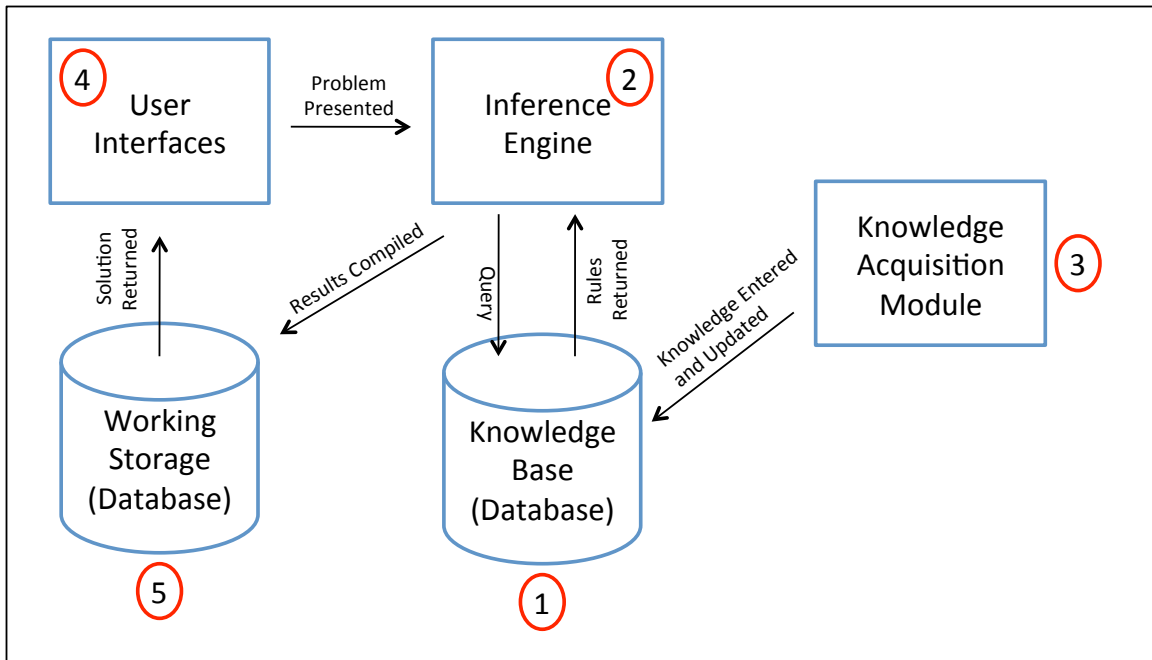 4
User
Interfaces
Problem
Presented
2
Inference
Engine
Solution
Returned
Results Compiled
Query
Rules
Returned
Knowledge Entered
and Updated
Knowledge
Acquisition
Module
3
Working
Storage
(Database)
5
Knowledge
Base
(Database)
1